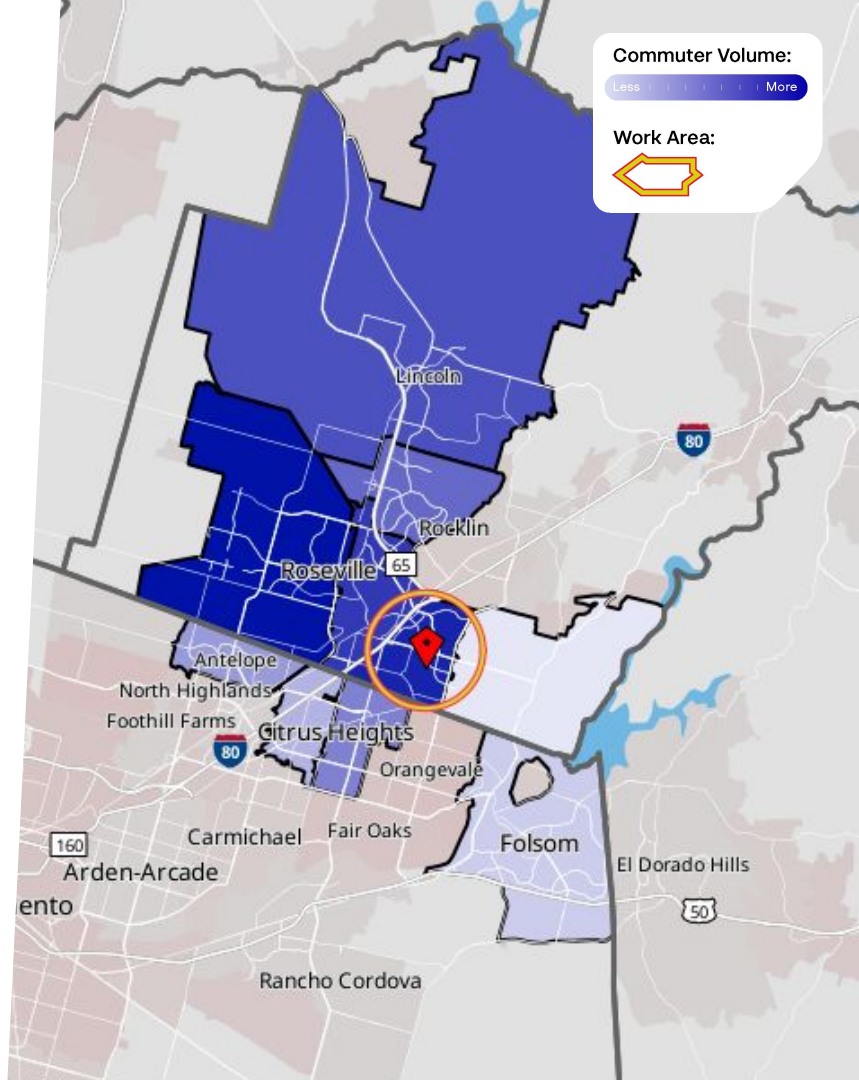 Commuter Volume:
Less More
Work Area:
Lincoln
80
Rocklin
65
Roseville
Antelope
North Highlands
Foothill Farms
Citrus Heights
80
Orangevale
Carmichael
Fair Oaks
160
Folsom
Arden-Arcade
El Dorado Hills
ento
50
Rancho Cordova